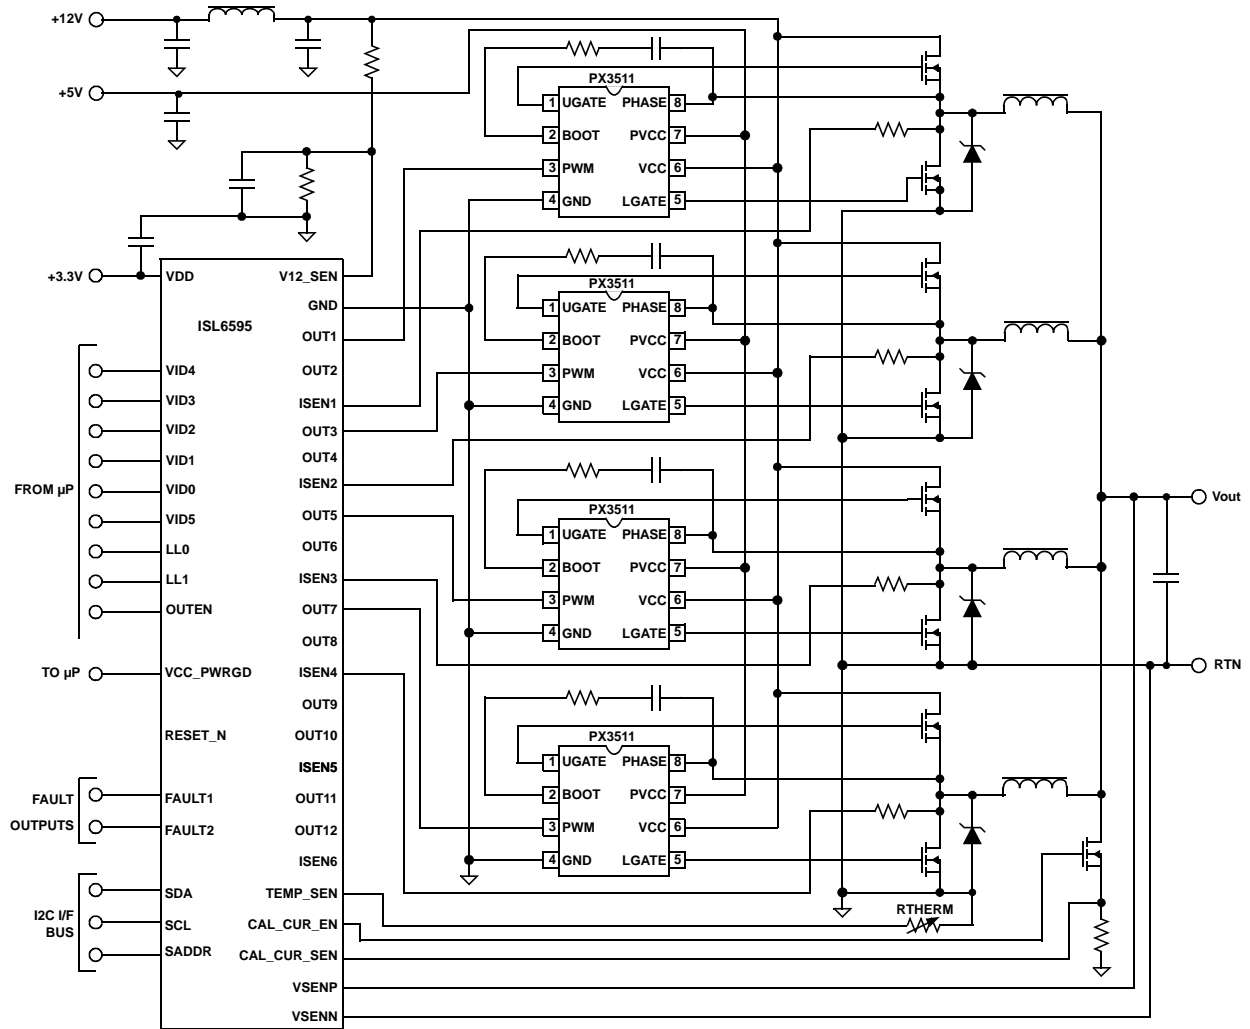 +12V
+5V
+3.3V
VDD
V12_SEN
GND
ISL6595
OUT1
FROM µP
VID4
VID3
VID2
VID1
VID0
VID5
LL0
LL1
OUTEN
TO µP
VCC_PWRGD
RESET_N
FAULT
OUTPUTS
FAULT1
FAULT2
I2C I/F
BUS
SDA
SCL
SADDR
OUT2
ISEN1
OUT3
OUT4
ISEN2
OUT5
OUT6
ISEN3
OUT7
OUT8
ISEN4
OUT9
OUT10
ISEN5
OUT11
OUT12
ISEN6
TEMP_SEN
CAL_CUR_EN
CAL_CUR_SEN
VSENP
VSENN
PX3511
1 UGATE PHASE 8
2 BOOT PVCC 7
3 PWM VCC 6
4 GND LGATE 5
PX3511
1 UGATE PHASE 8
2 BOOT PVCC 7
3 PWM VCC 6
4 GND LGATE 5
PX3511
1 UGATE PHASE 8
2 BOOT PVCC 7
3 PWM VCC 6
4 GND LGATE 5
PX3511
1 UGATE PHASE 8
2 BOOT PVCC 7
3 PWM VCC 6
4 GND LGATE 5
RTHERM
Vout
RTN